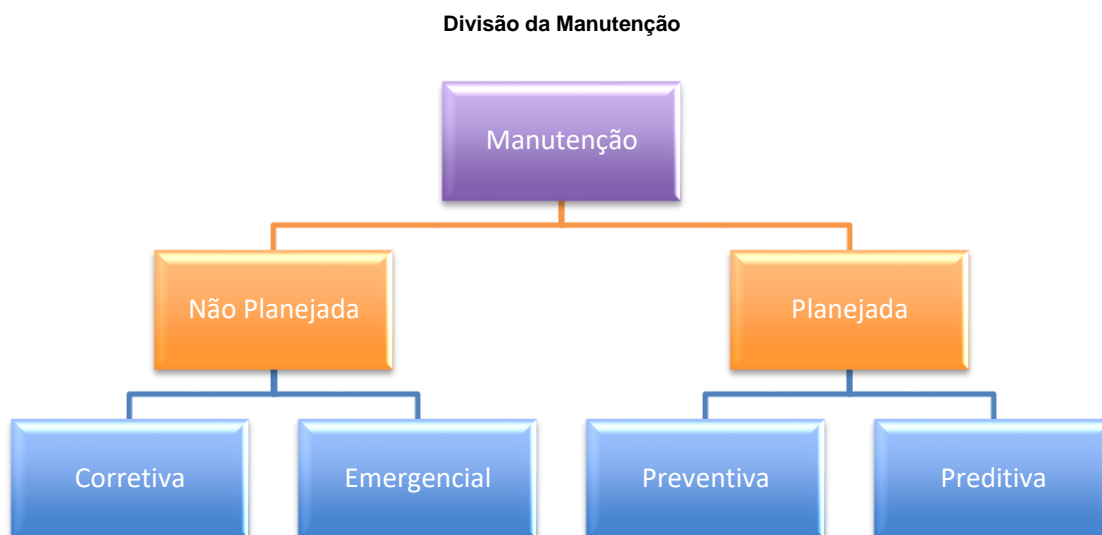 Divisão da Manutenção
Manutenção
Não Planejada
Planejada
Corretiva
Emergencial
Preventiva
Preditiva